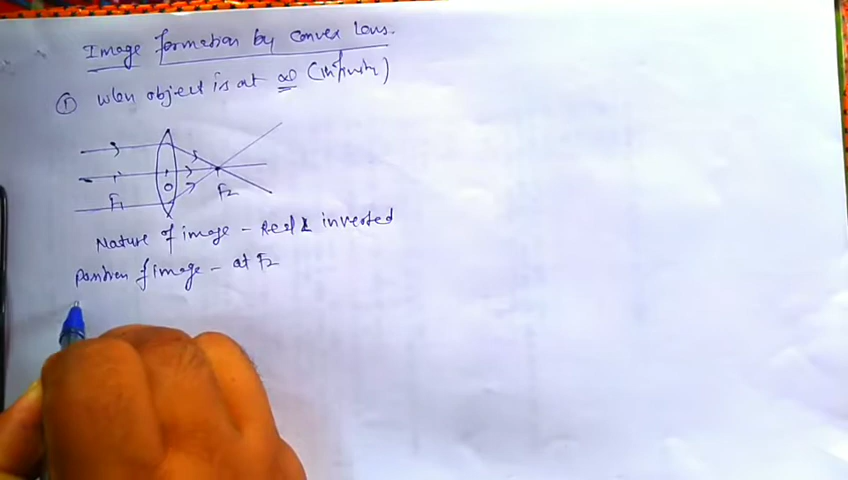 Image formation by convex lens.
① when object is at ∞ (infinity)
F1
O
F2
Nature of image - Real & inverted
Position of image - at F2